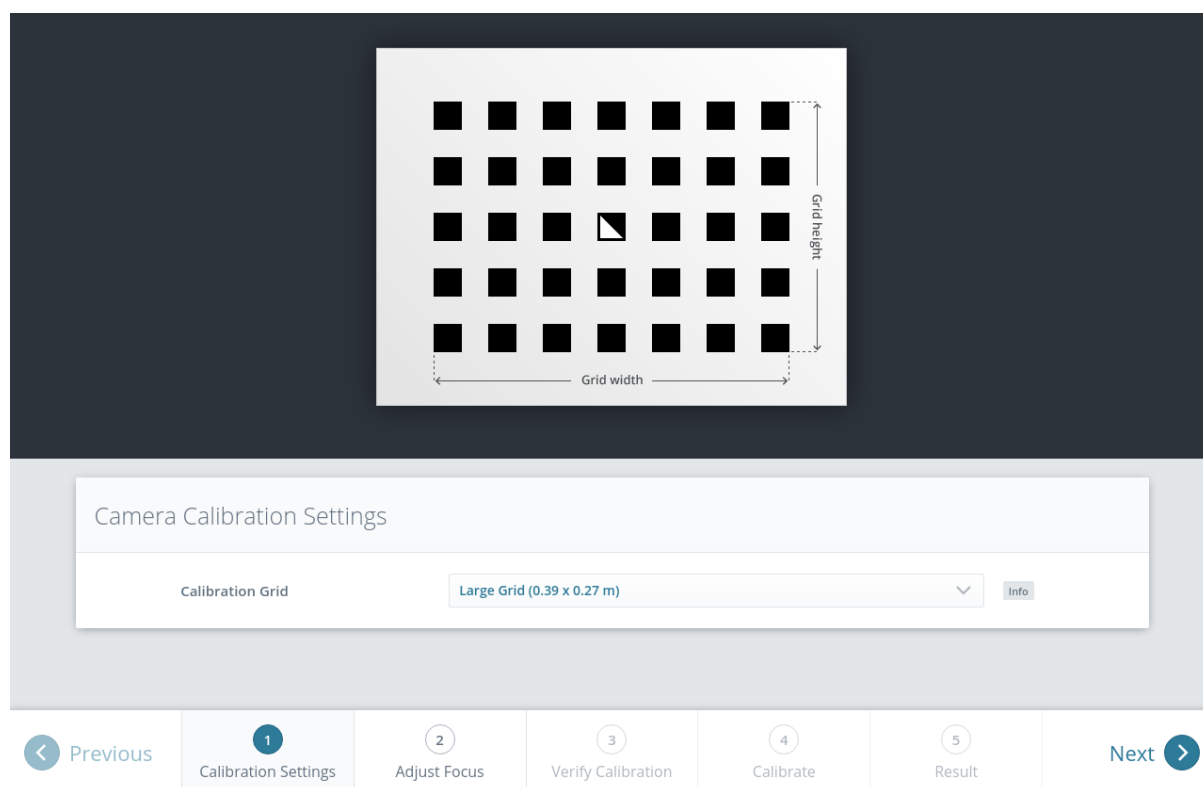 Grid height
Grid width
Camera Calibration Settings
Calibration Grid
Large Grid (0.39 x 0.27 m)
Info
Previous
1
Calibration Settings
2
Adjust Focus
3
Verify Calibration
4
Calibrate
5
Result
Next